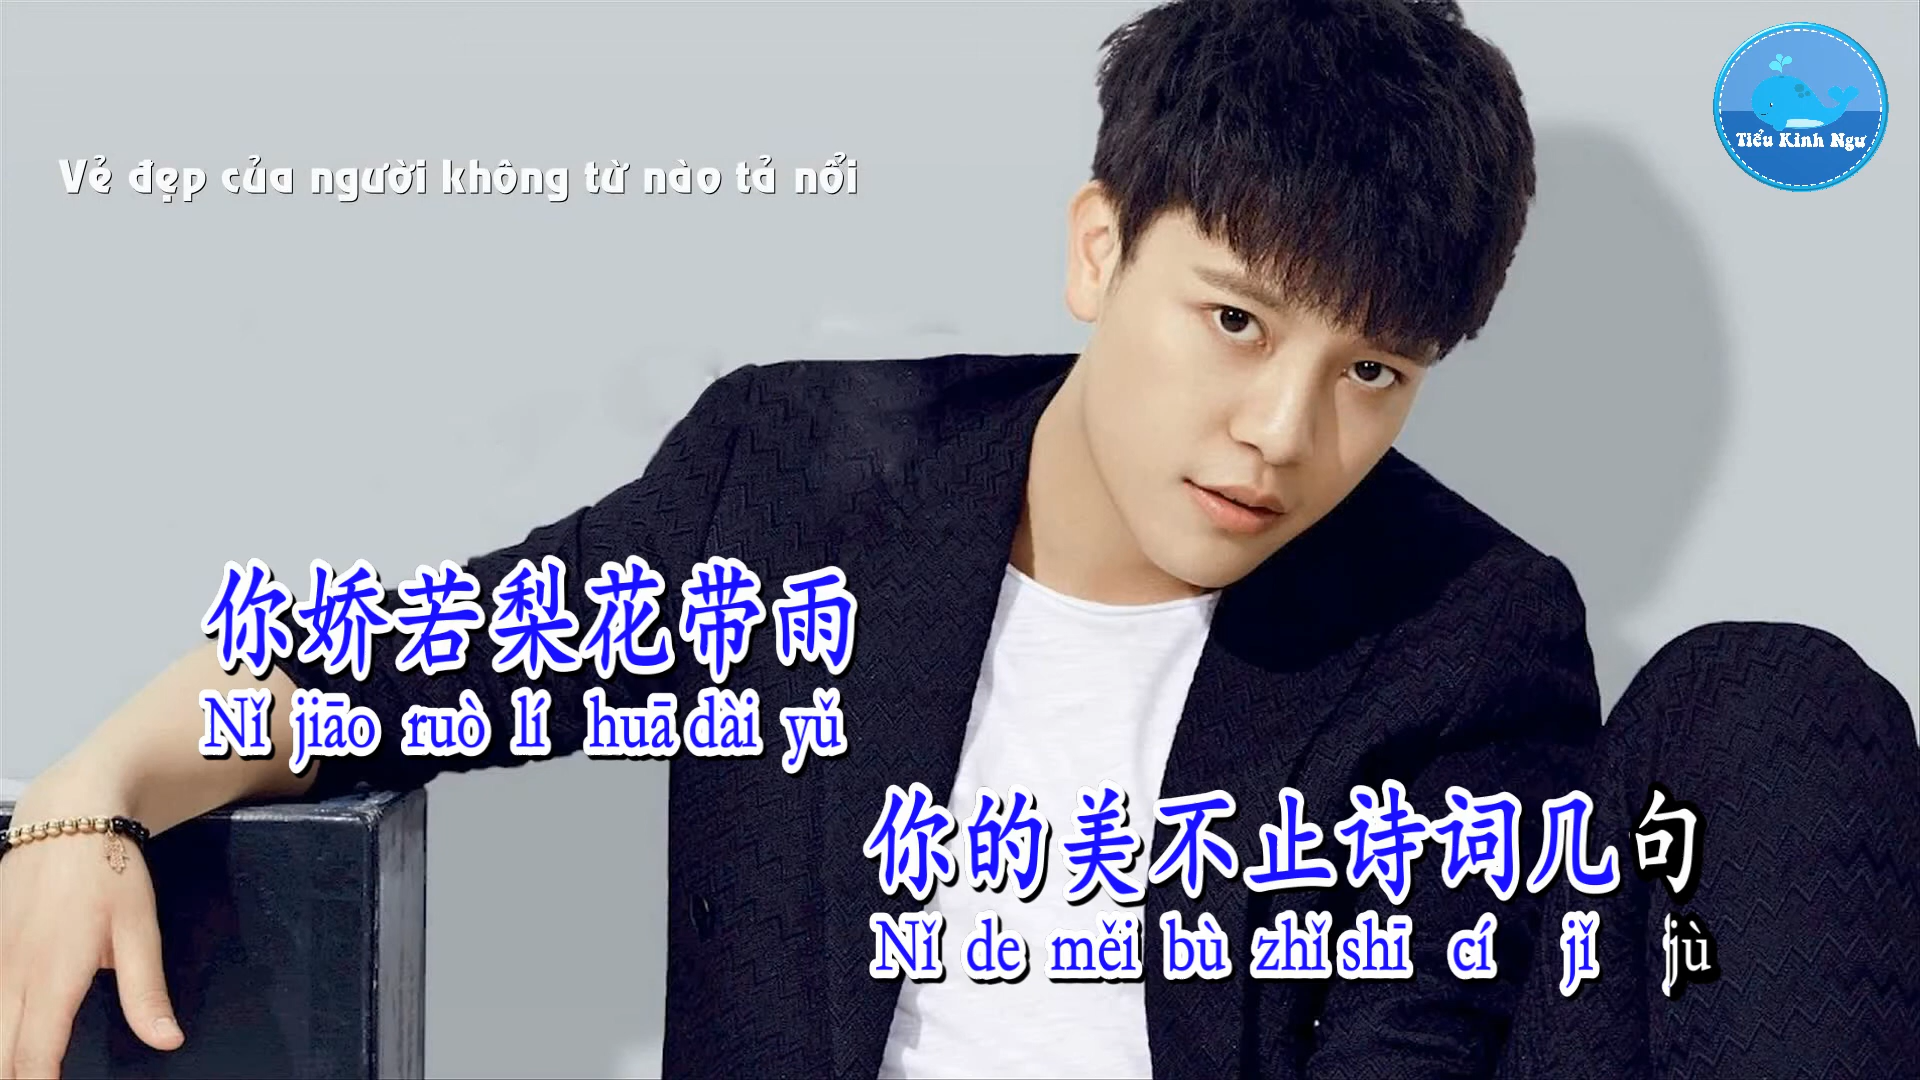 Tiểu Kình Ngư
Vẻ đẹp của người không từ nào tả nổi
你娇若梨花带雨
Nǐ jiāo ruò lí huā dài yǔ
你的美不止诗词几句
Nǐ de měi bù zhǐ shī cí jǐ jù